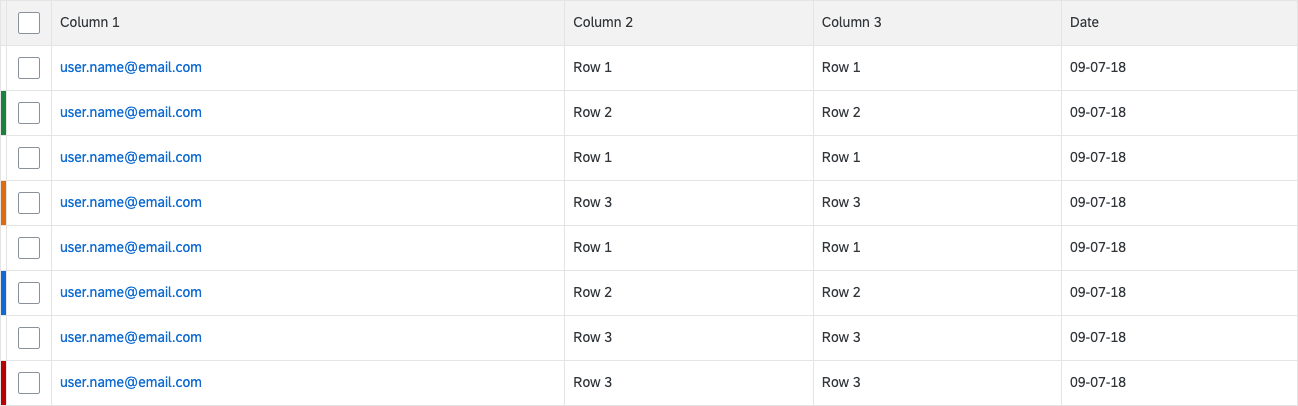 Column 1 Column 2 Column 3 Date
user.name@email.com Row 1 Row 1 09-07-18
user.name@email.com Row 2 Row 2 09-07-18
user.name@email.com Row 1 Row 1 09-07-18
user.name@email.com Row 3 Row 3 09-07-18
user.name@email.com Row 1 Row 1 09-07-18
user.name@email.com Row 2 Row 2 09-07-18
user.name@email.com Row 3 Row 3 09-07-18
user.name@email.com Row 3 Row 3 09-07-18